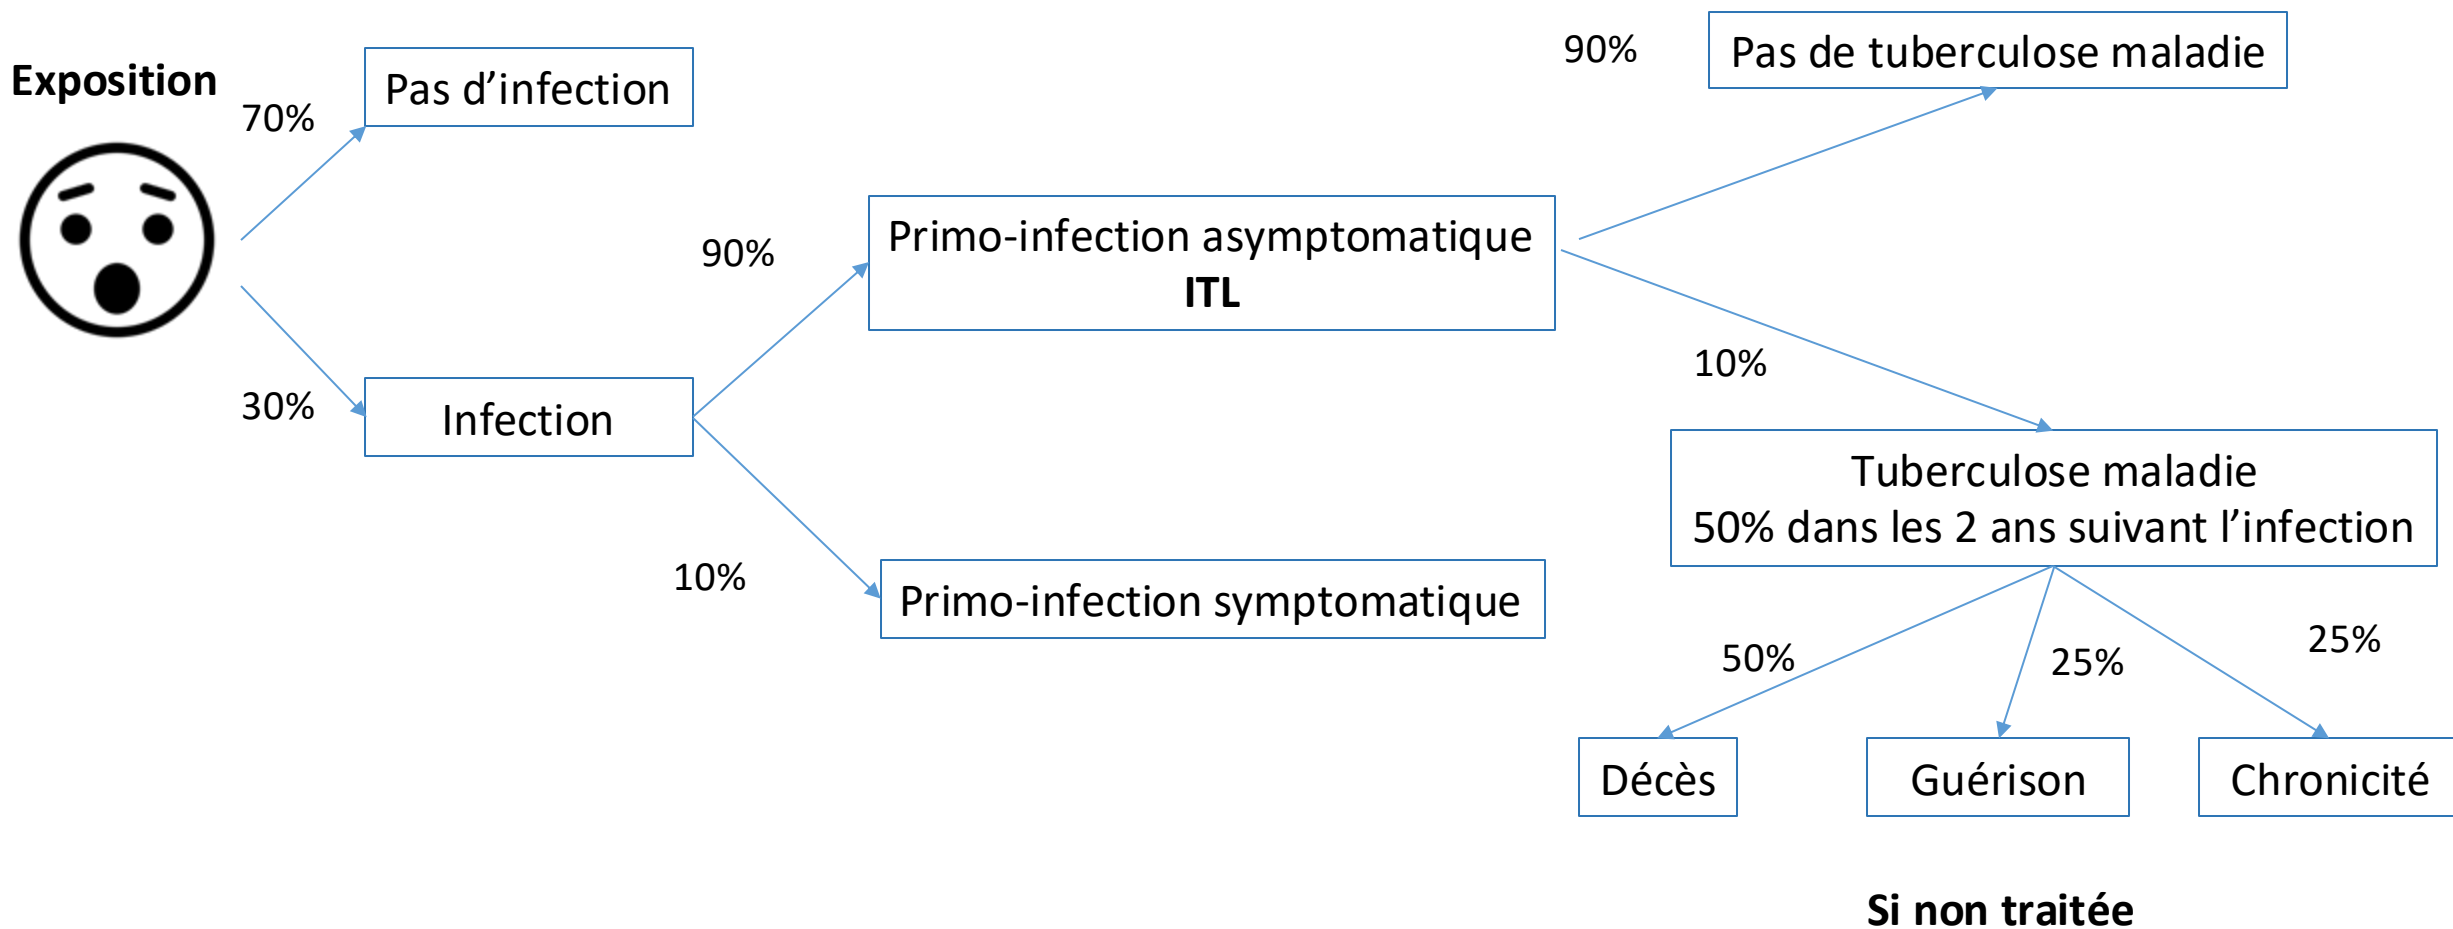 Exposition
70%
Pas d’infection
30%
Infection
90%
Primo-infection asymptomatique
ITL
10%
Primo-infection symptomatique
90%
Pas de tuberculose maladie
10%
Tuberculose maladie
50% dans les 2 ans suivant l’infection
50%
25%
25%
Décès
Guérison
Chronicité
Si non traitée